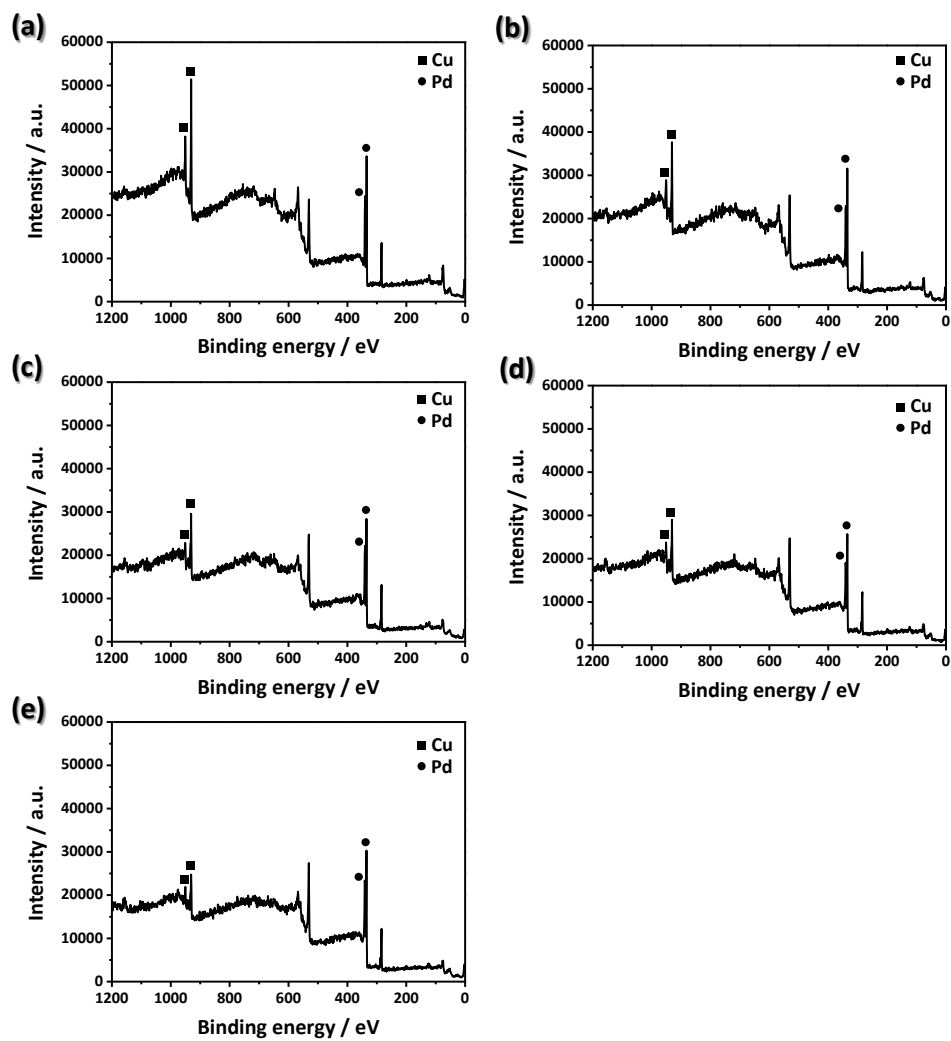 (a)
60000
50000
40000
30000
20000
10000
0
Intensity / a.u.
■ Cu
● Pd
1200 1000 800 600 400 200 0
Binding energy / eV
(b)
60000
50000
40000
30000
20000
10000
0
Intensity / a.u.
■ Cu
● Pd
1200 1000 800 600 400 200 0
Binding energy / eV
(c)
60000
50000
40000
30000
20000
10000
0
Intensity / a.u.
■ Cu
● Pd
1200 1000 800 600 400 200 0
Binding energy / eV
(d)
60000
50000
40000
30000
20000
10000
0
Intensity / a.u.
■ Cu
● Pd
1200 1000 800 600 400 200 0
Binding energy / eV
(e)
60000
50000
40000
30000
20000
10000
0
Intensity / a.u.
■ Cu
● Pd
1200 1000 800 600 400 200 0
Binding energy / eV